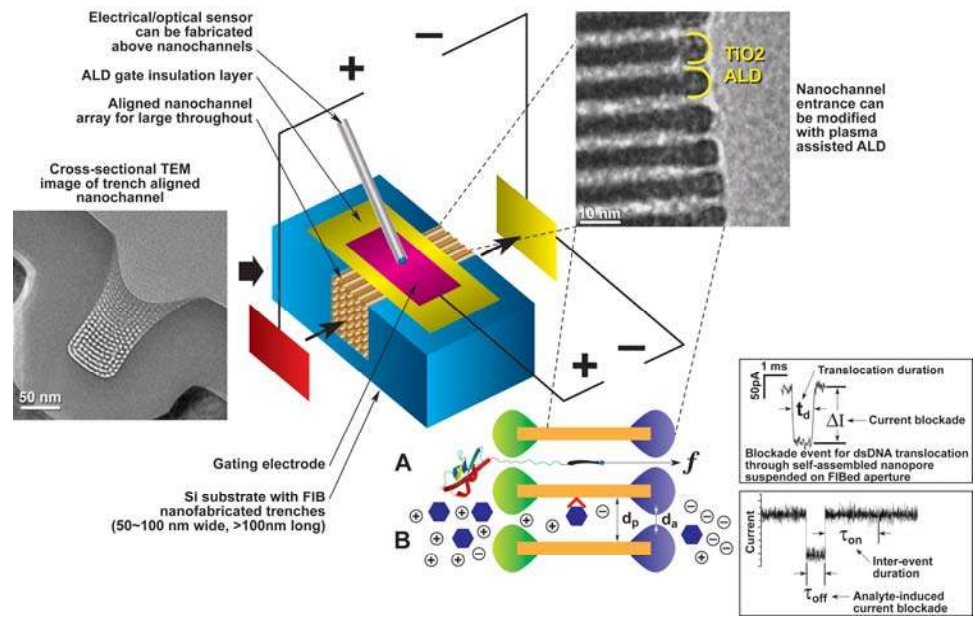 Electrical/optical sensor
can be fabricated
above nanochannels
ALD gate insulation layer
Aligned nanochannel
array for large throughout
Cross-sectional TEM
image of trench aligned
nanochannel
50 nm
+
−
TiO2
ALD
10 nm
Nanochannel
entrance can
be modified
with plasma
assisted ALD
+
−
Gating electrode
Si substrate with FIB
nanofabricated trenches
(50~100 nm wide, >100nm long)
A
f
B
dp
da
1 ms
50pA
Translocation duration
td
ΔI
Current blockade
Blockade event for dsDNA translocation
through self-assembled nanopore
suspended on FIBed aperture
Current
τon
Inter-event
duration
τoff
Analyte-induced
current blockade